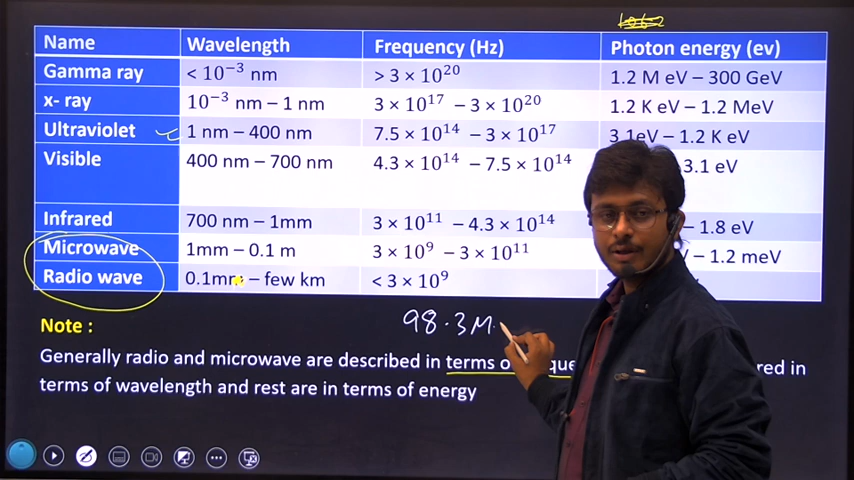 Name Wavelength Frequency (Hz) Photon energy (ev)
Gamma ray < 10⁻³ nm > 3 × 10²⁰ 1.2 M eV – 300 GeV
x- ray 10⁻³ nm – 1 nm 3 × 10¹⁷ – 3 × 10²⁰ 1.2 K eV – 1.2 MeV
Ultraviolet 1 nm – 400 nm 7.5 × 10¹⁴ – 3 × 10¹⁷ 3.1eV – 1.2 K eV
Visible 400 nm – 700 nm 4.3 × 10¹⁴ – 7.5 × 10¹⁴ 3.1 eV
Infrared 700 nm – 1mm 3 × 10¹¹ – 4.3 × 10¹⁴ – 1.8 eV
Microwave 1mm – 0.1 m 3 × 10⁹ – 3 × 10¹¹ – 1.2 meV
Radio wave – few km < 3 × 10⁹
98.3M
Note :
Generally radio and microwave are described in terms in
terms of wavelength and rest are in terms of energy